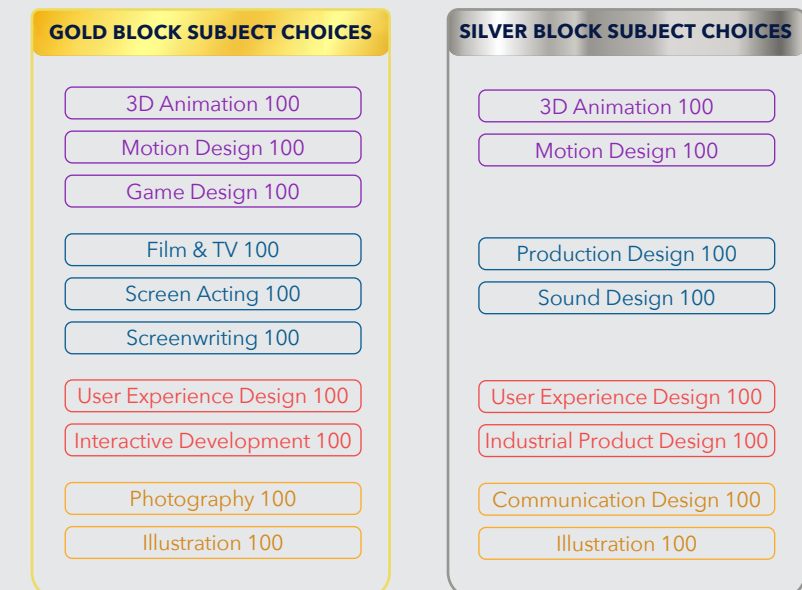 GOLD BLOCK SUBJECT CHOICES
3D Animation 100
Motion Design 100
Game Design 100
Film & TV 100
Screen Acting 100
Screenwriting 100
User Experience Design 100
Interactive Development 100
Photography 100
Illustration 100
SILVER BLOCK SUBJECT CHOICES
3D Animation 100
Motion Design 100
Production Design 100
Sound Design 100
User Experience Design 100
Industrial Product Design 100
Communication Design 100
Illustration 100